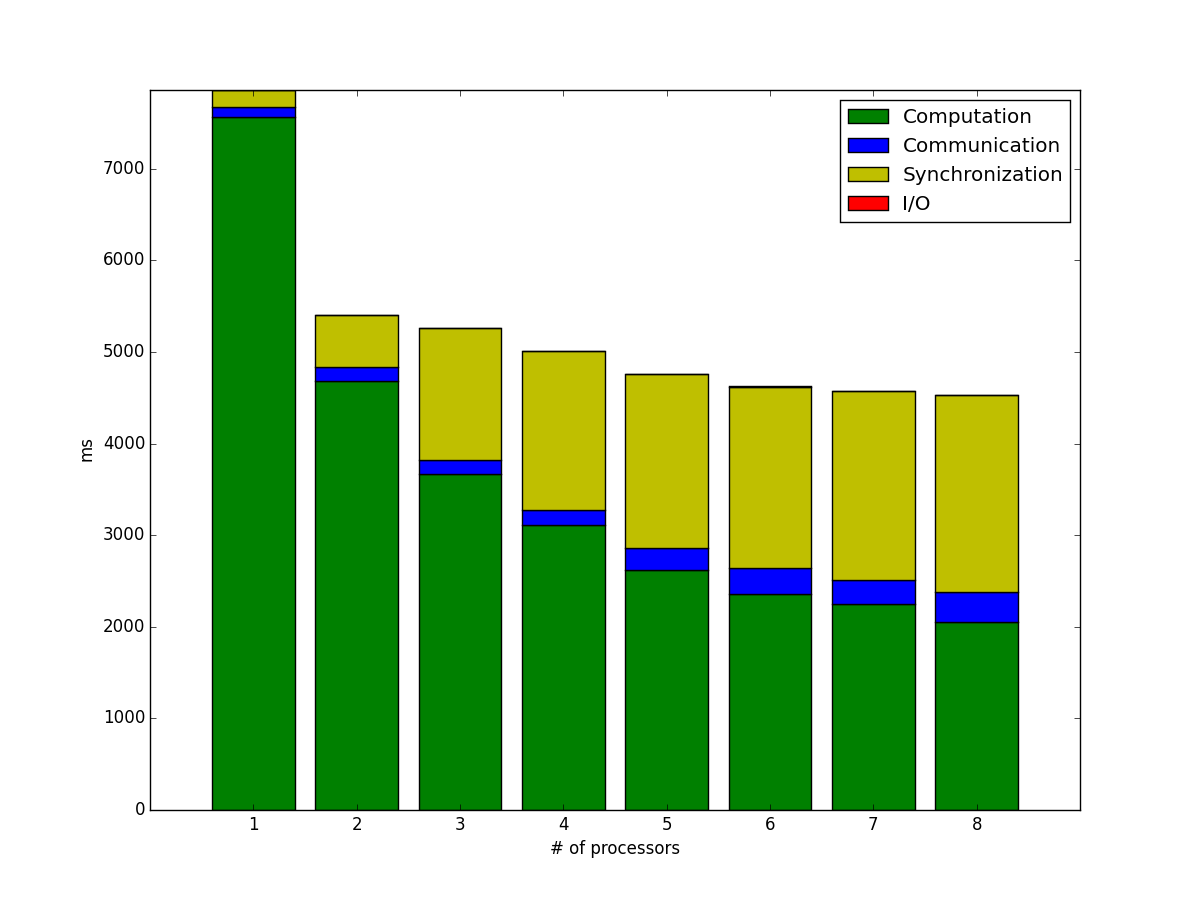 Computation
Communication
Synchronization
I/O
7000
6000
5000
4000
3000
2000
1000
0
ms
1 2 3 4 5 6 7 8
# of processors